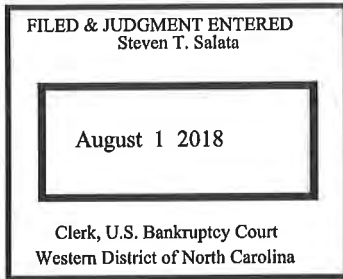 FILED & JUDGMENT ENTERED
Steven T. Salata
August 1 2018
Clerk, U.S. Bankruptcy Court
Western District of North Carolina